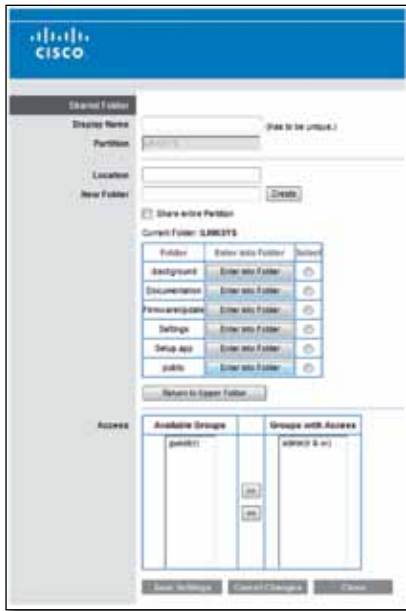 CISCO
Shared Folder
Display Name (Has to be unique.)
Partition
Location
New Folder Create
Share entire Partition
Current Folder:
Folder Enter into Folder Select
background Enter into Folder
Documentation Enter into Folder
FirmwareUpdate Enter into Folder
Settings Enter into Folder
Setup.app Enter into Folder
public Enter into Folder
Return to Upper Folder
Access Available Groups Groups with Access
guest(r) admin(r & w)
>>
<<
Save Settings Cancel Changes Close